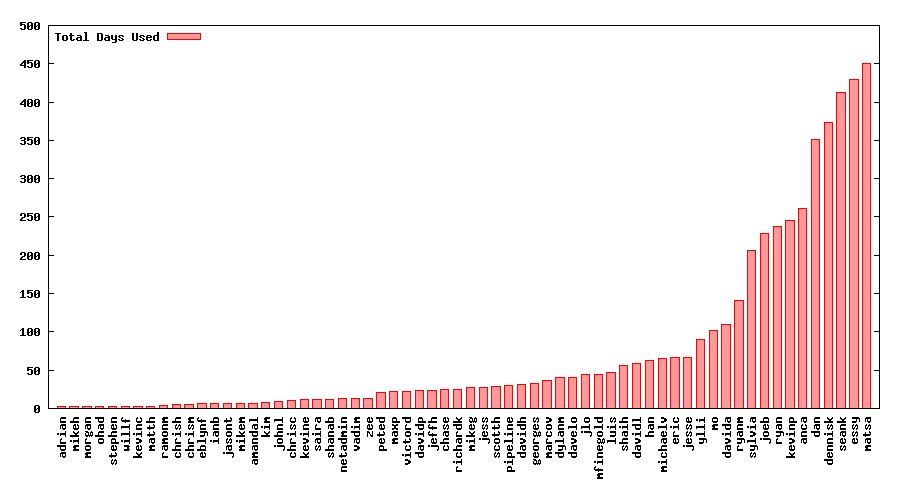 500
Total Days Used
450
400
350
300
250
200
150
100
50
0
adrian
mikeh
morgan
ohad
stephen
willf
kevinc
matth
ramonm
chrish
chrism
eblynf
ianb
jasont
mikem
amandal
kim
johnl
chrisc
kevine
saira
shanab
netadmin
vadim
zee
peted
maxp
victord
davidp
jeffh
chase
richardk
mikeg
jess
scotth
pipeline
davidh
georges
marcov
dylanm
davelo
jlo
mfinegold
luis
shaih
davidl
han
michaelv
eric
jesse
ylli
mo
davida
ryanm
sylvia
joeb
ryan
kevinp
anca
dan
dennisk
seank
essy
matsa